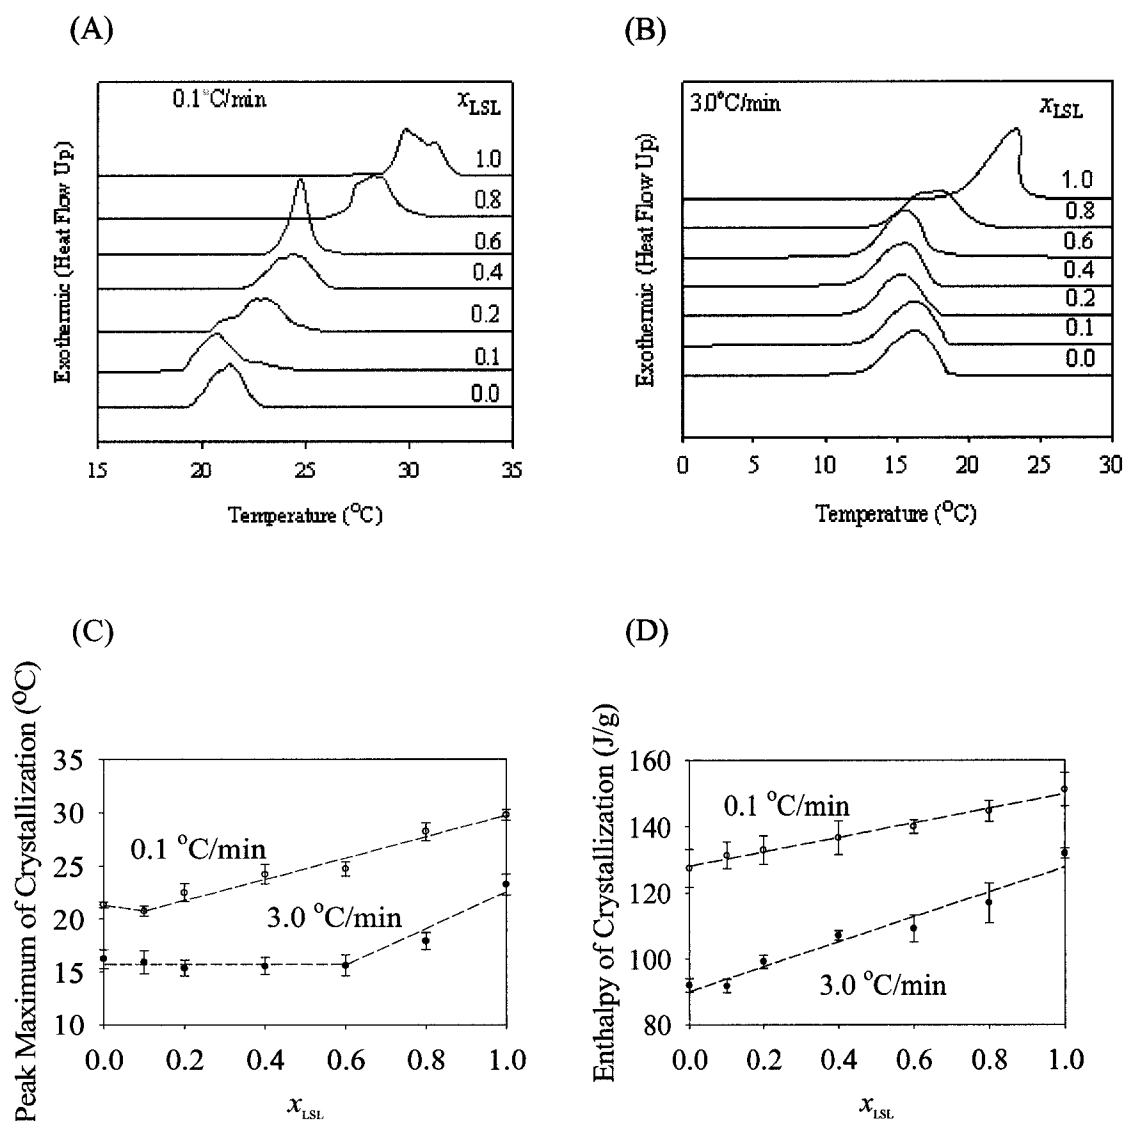 (A)
0.1°C/min
xLSL
1.0
0.8
0.6
0.4
0.2
0.1
0.0
Exothermic (Heat Flow Up)
15 20 25 30 35
Temperature (°C)
(B)
3.0°C/min
xLSL
1.0
0.8
0.6
0.4
0.2
0.1
0.0
Exothermic (Heat Flow Up)
0 5 10 15 20 25 30
Temperature (°C)
(C)
Peak Maximum of Crystallization (°C)
35
30
25
20
15
10
0.1 °C/min
3.0 °C/min
0.0 0.2 0.4 0.6 0.8 1.0
xLSL
(D)
Enthalpy of Crystallization (J/g)
160
140
120
100
80
0.1 °C/min
3.0 °C/min
0.0 0.2 0.4 0.6 0.8 1.0
xLSL